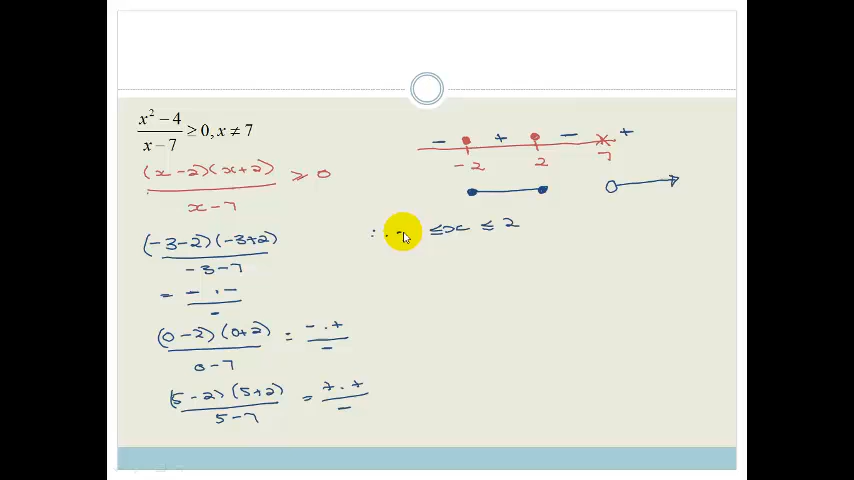 x² − 4
―――― ≥ 0, x ≠ 7
x − 7
(x-2)(x+2)
―――― ≥ 0
x-7
(-3-2)(-3+2)
――――
-3-7
= - . -
――
-
(0-2)(0+2) = - . +
―――― ――
0-7 -
(5-2)(5+2) = + . +
―――― ――
5-7 -
- + - × +
-2 2 7
∴ - ≤ x ≤ 2